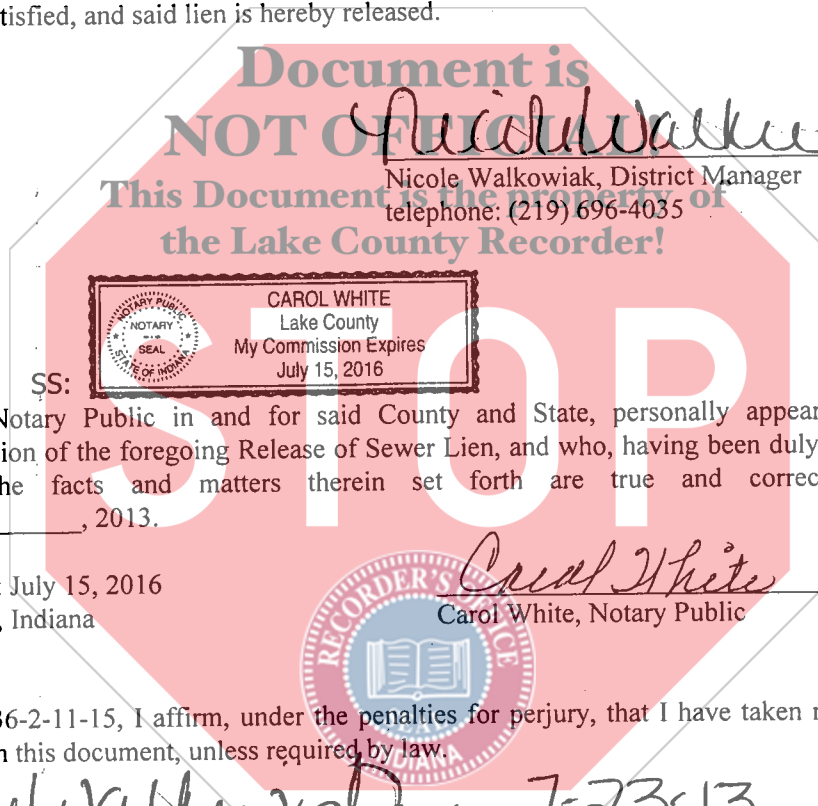 tisfied, and said lien is hereby released.
Document is
NOT OFFICIAL!
This Document is the property of
the Lake County Recorder!
Nicole Walkowiak, District Manager
telephone: (219) 696-4035
NOTARY PUBLIC
NOTARY
SEAL
STATE OF INDIANA
CAROL WHITE
Lake County
My Commission Expires
July 15, 2016
STOP
SS:
Notary Public in and for said County and State, personally appear
ion of the foregoing Release of Sewer Lien, and who, having been duly
he facts and matters therein set forth are true and correc
, 2013.
Carol White
July 15, 2016
, Indiana
Carol White, Notary Public
RECORDER'S OFFICE
INDIANA
36-2-11-15, I affirm, under the penalties for perjury, that I have taken r
n this document, unless required by law.
7-23-13